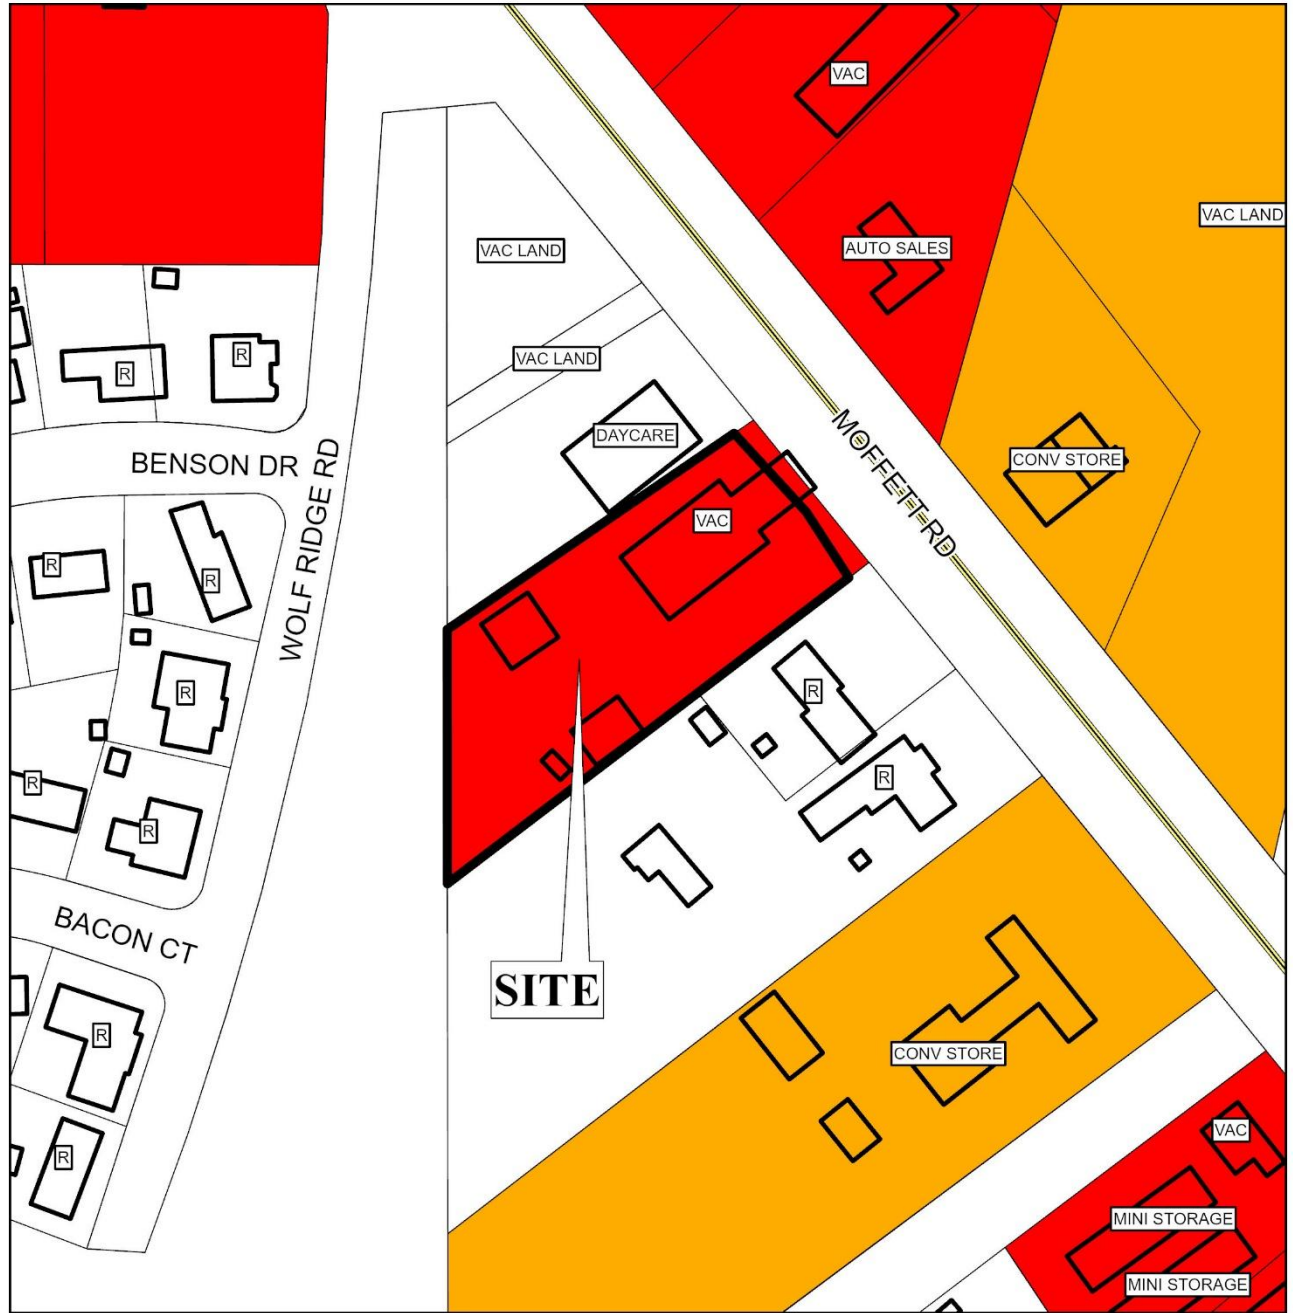 VAC
VAC LAND
AUTO SALES
VAC LAND
R
R
VAC LAND
DAYCARE
MOFFETT RD
CONV STORE
BENSON DR
WOLF RIDGE RD
VAC
R
R
R
R
R
R
R
R
BACON CT
SITE
R
CONV STORE
VAC
R
MINI STORAGE
MINI STORAGE